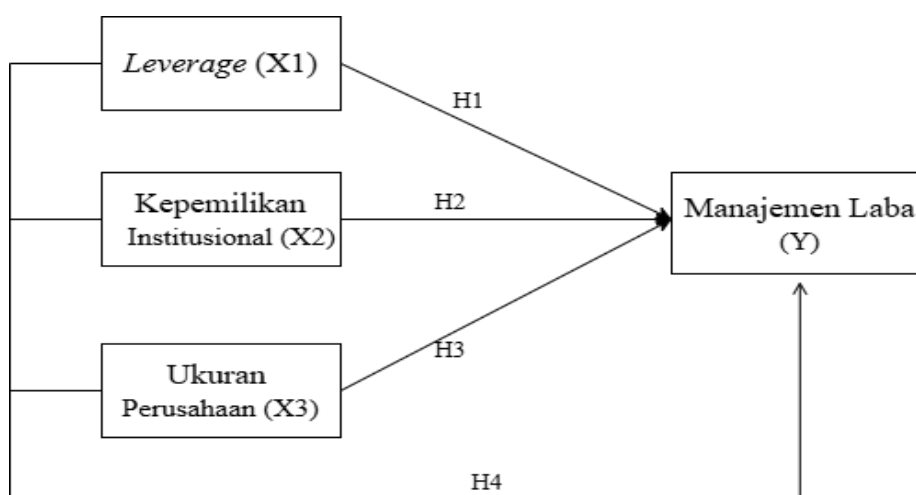 Leverage (X1)
H1
Kepemilikan
Institusional (X2)
H2
Manajemen Laba
(Y)
Ukuran
Perusahaan (X3)
H3
H4